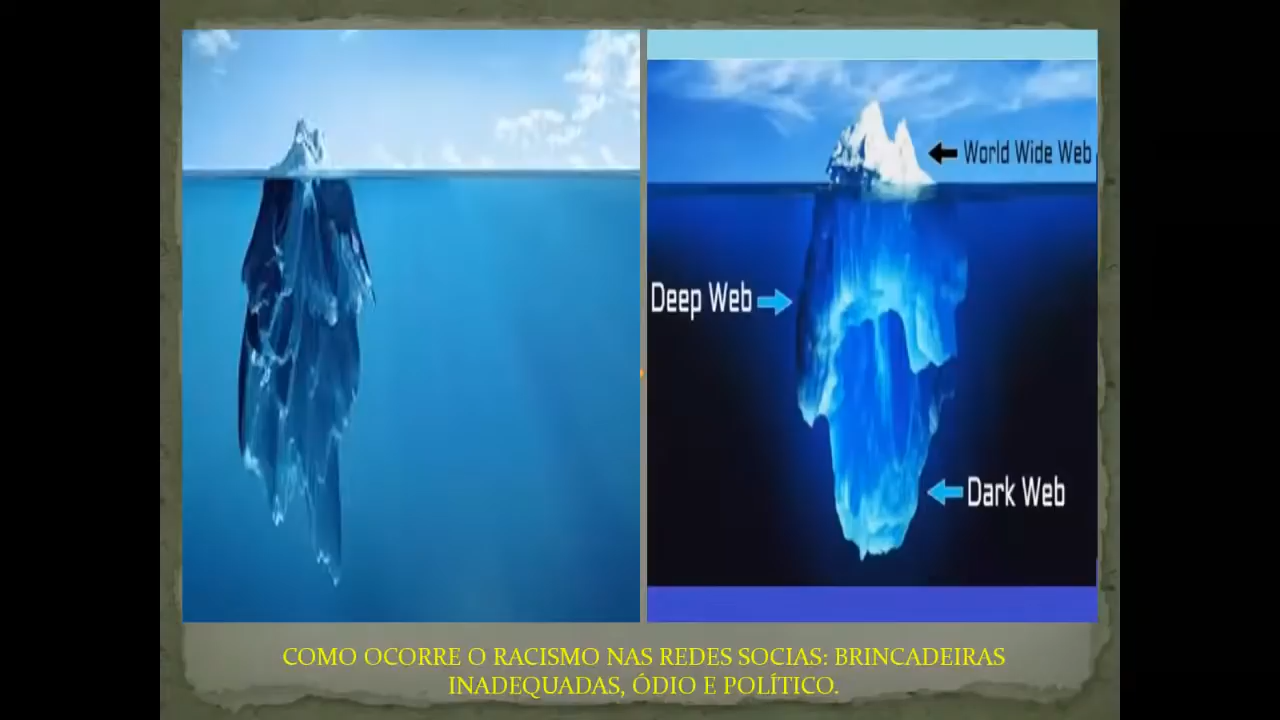 World Wide Web
Deep Web
Dark Web
COMO OCORRE O RACISMO NAS REDES SOCIAS: BRINCADEIRAS
INADEQUADAS, ÓDIO E POLÍTICO.